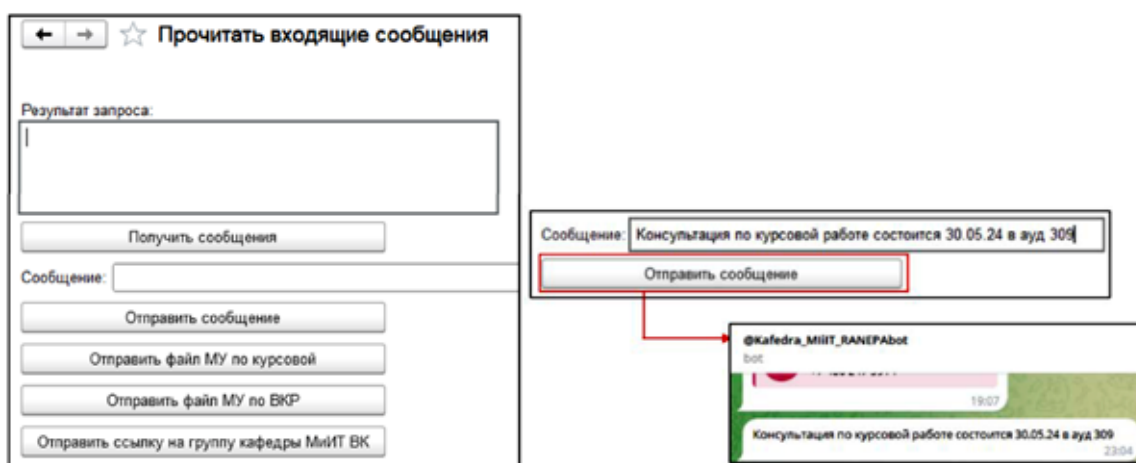 Прочитать входящие сообщения
Результат запроса:
Получить сообщения
Сообщение:
Отправить сообщение
Отправить файл МУ по курсовой
Отправить файл МУ по ВКР
Отправить ссылку на группу кафедры МиИТ ВК
Сообщение: Консультация по курсовой работе состоится 30.05.24 в ауд 309
Отправить сообщение
@Kafedra_MIiIT_RANEPAbot
bot
19:07
Консультация по курсовой работе состоится 30.05.24 в ауд 309
23:04